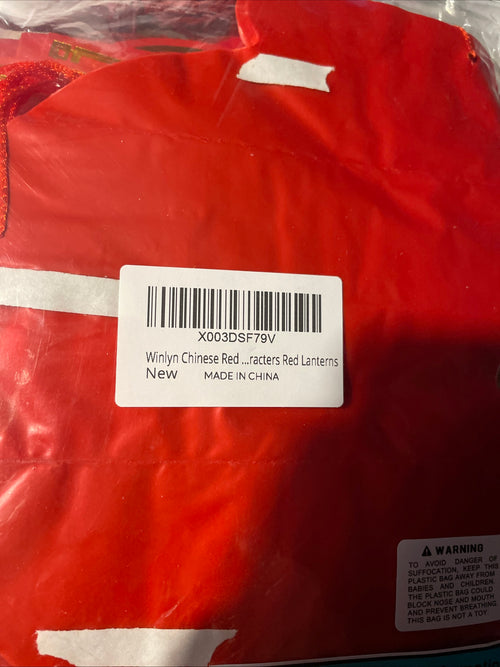 X003DSF79V
Winlyn Chinese Red ...racters Red Lanterns
New MADE IN CHINA
WARNING
TO AVOID DANGER OF
SUFFOCATION, KEEP THIS
PLASTIC BAG AWAY FROM
BABIES AND CHILDREN.
THE PLASTIC BAG COULD
BLOCK NOSE AND MOUTH
AND PREVENT BREATHING
THIS BAG IS NOT A TOY